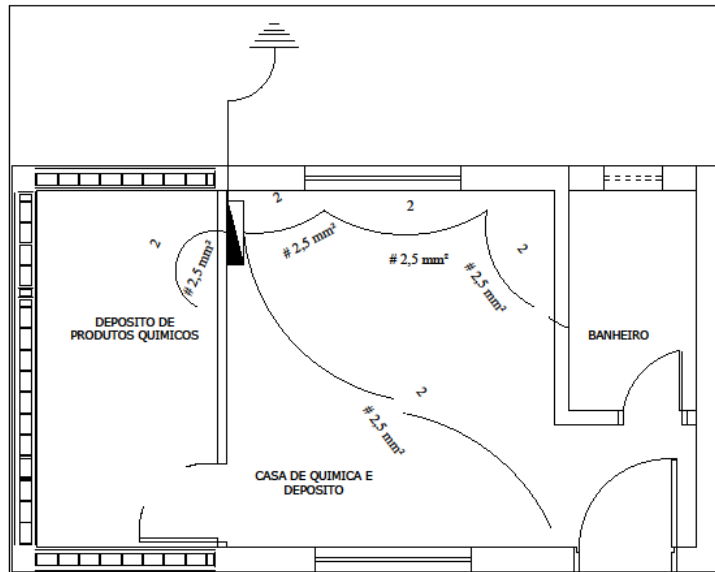 2
# 2,5 mm²
2
# 2,5 mm²
2
# 2,5 mm²
2
# 2,5 mm²
DEPOSITO DE
PRODUTOS QUIMICOS
BANHEIRO
2
# 2,5 mm²
CASA DE QUIMICA E
DEPOSITO